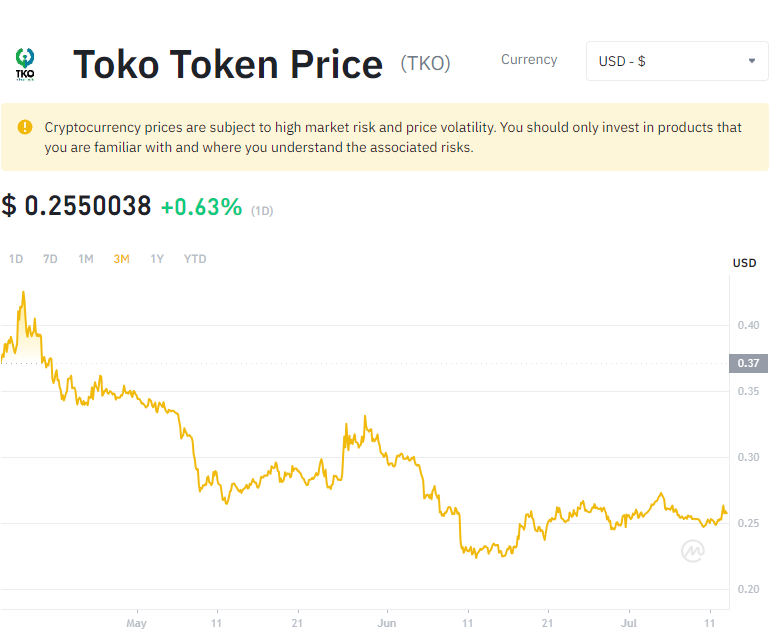 TKO
Toko Token Price (TKO)
Currency
USD - $
Cryptocurrency prices are subject to high market risk and price volatility. You should only invest in products that
you are familiar with and where you understand the associated risks.
$ 0.2550038 +0.63% (1D)
1D 7D 1M 3M 1Y YTD
USD
0.40
0.37
0.35
0.30
0.25
0.20
May 11 21 Jun 11 21 Jul 11